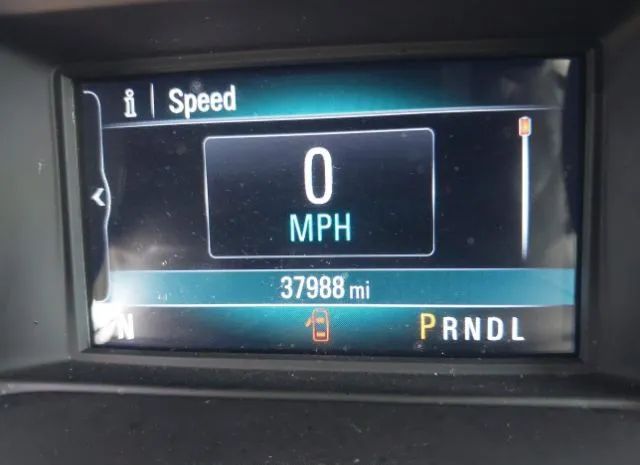 i | Speed
0
MPH
37988 mi
N PRNDL